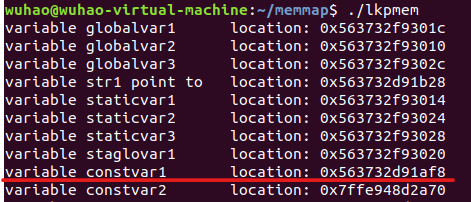 wuhao@wuhao-virtual-machine:~/memmap$ ./lkpmem
variable globalvar1 location: 0x563732f9301c
variable globalvar2 location: 0x563732f93010
variable globalvar3 location: 0x563732f9302c
variable str1 point to location: 0x563732d91b28
variable staticvar1 location: 0x563732f93014
variable staticvar2 location: 0x563732f93024
variable staticvar3 location: 0x563732f93028
variable staglovar1 location: 0x563732f93020
variable constvar1 location: 0x563732d91af8
variable constvar2 location: 0x7ffe948d2a70